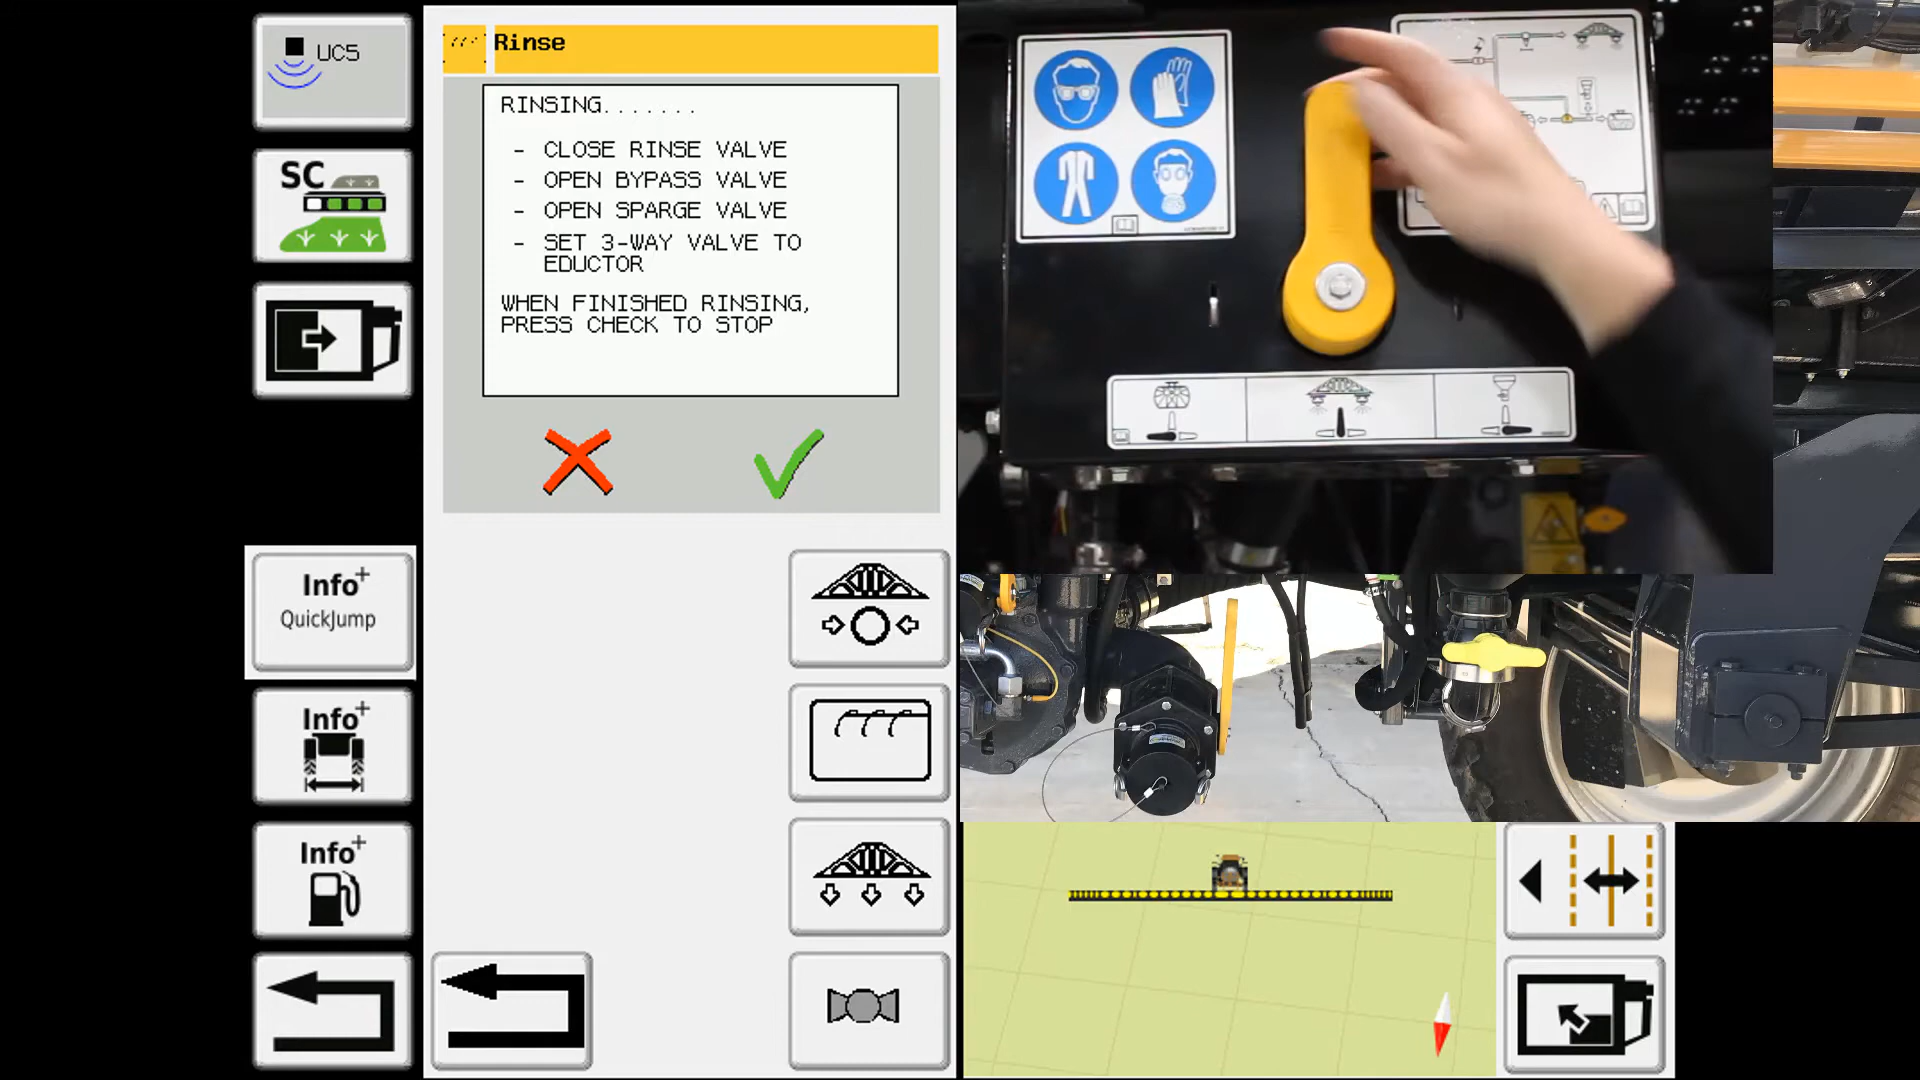 UC5
SC
Info+
QuickJump
Info+
Info+
Rinse
RINSING.......
- CLOSE RINSE VALVE
- OPEN BYPASS VALVE
- OPEN SPARGE VALVE
- SET 3-WAY VALVE TO
EDUCTOR
WHEN FINISHED RINSING,
PRESS CHECK TO STOP